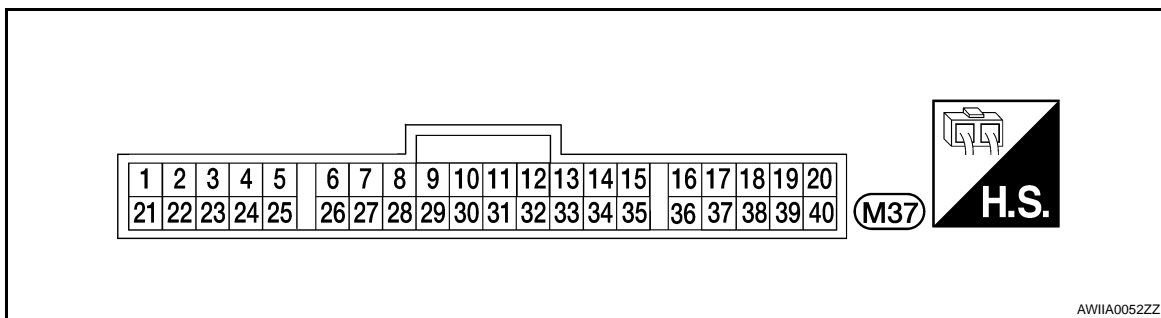 1 2 3 4 5 6 7 8 9 10 11 12 13 14 15 16 17 18 19 20
21 22 23 24 25 26 27 28 29 30 31 32 33 34 35 36 37 38 39 40
M37
H.S.
AWIIA0052ZZ